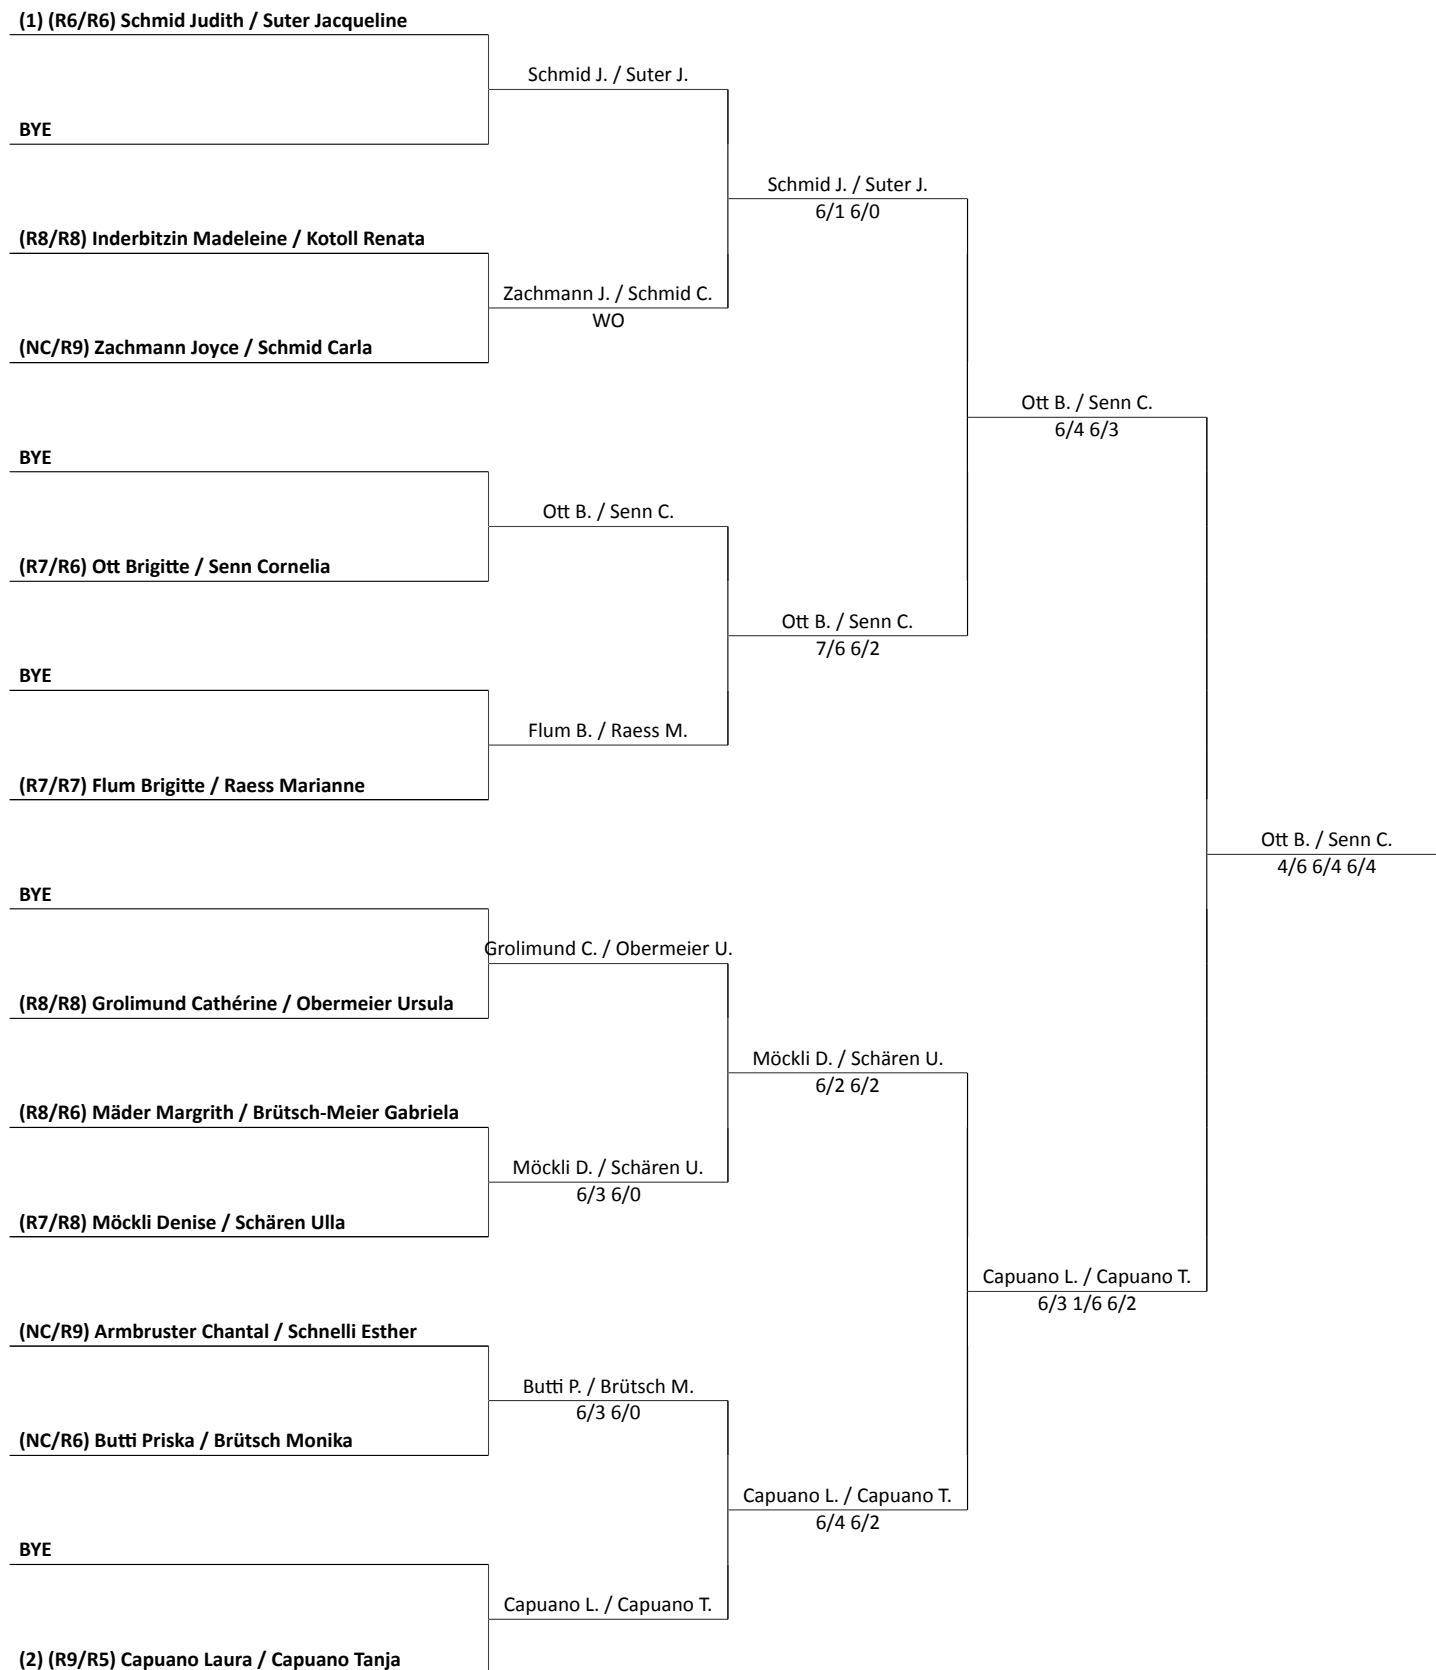 (1) (R6/R6) Schmid Judith / Suter Jacqueline
Schmid J. / Suter J.
BYE
Schmid J. / Suter J.
6/1 6/0
(R8/R8) Inderbitzin Madeleine / Kotoll Renata
Zachmann J. / Schmid C.
WO
(NC/R9) Zachmann Joyce / Schmid Carla
Ott B. / Senn C.
6/4 6/3
BYE
Ott B. / Senn C.
(R7/R6) Ott Brigitte / Senn Cornelia
Ott B. / Senn C.
7/6 6/2
BYE
Flum B. / Raess M.
(R7/R7) Flum Brigitte / Raess Marianne
Ott B. / Senn C.
4/6 6/4 6/4
BYE
Grolimund C. / Obermeier U.
(R8/R8) Grolimund Cathérine / Obermeier Ursula
Möckli D. / Schären U.
6/2 6/2
(R8/R6) Mäder Margrith / Brütsch-Meier Gabriela
Möckli D. / Schären U.
6/3 6/0
(R7/R8) Möckli Denise / Schären Ulla
Capuano L. / Capuano T.
6/3 1/6 6/2
(NC/R9) Armbruster Chantal / Schnelli Esther
Butti P. / Brütsch M.
6/3 6/0
(NC/R6) Butti Priska / Brütsch Monika
Capuano L. / Capuano T.
6/4 6/2
BYE
Capuano L. / Capuano T.
(2) (R9/R5) Capuano Laura / Capuano Tanja